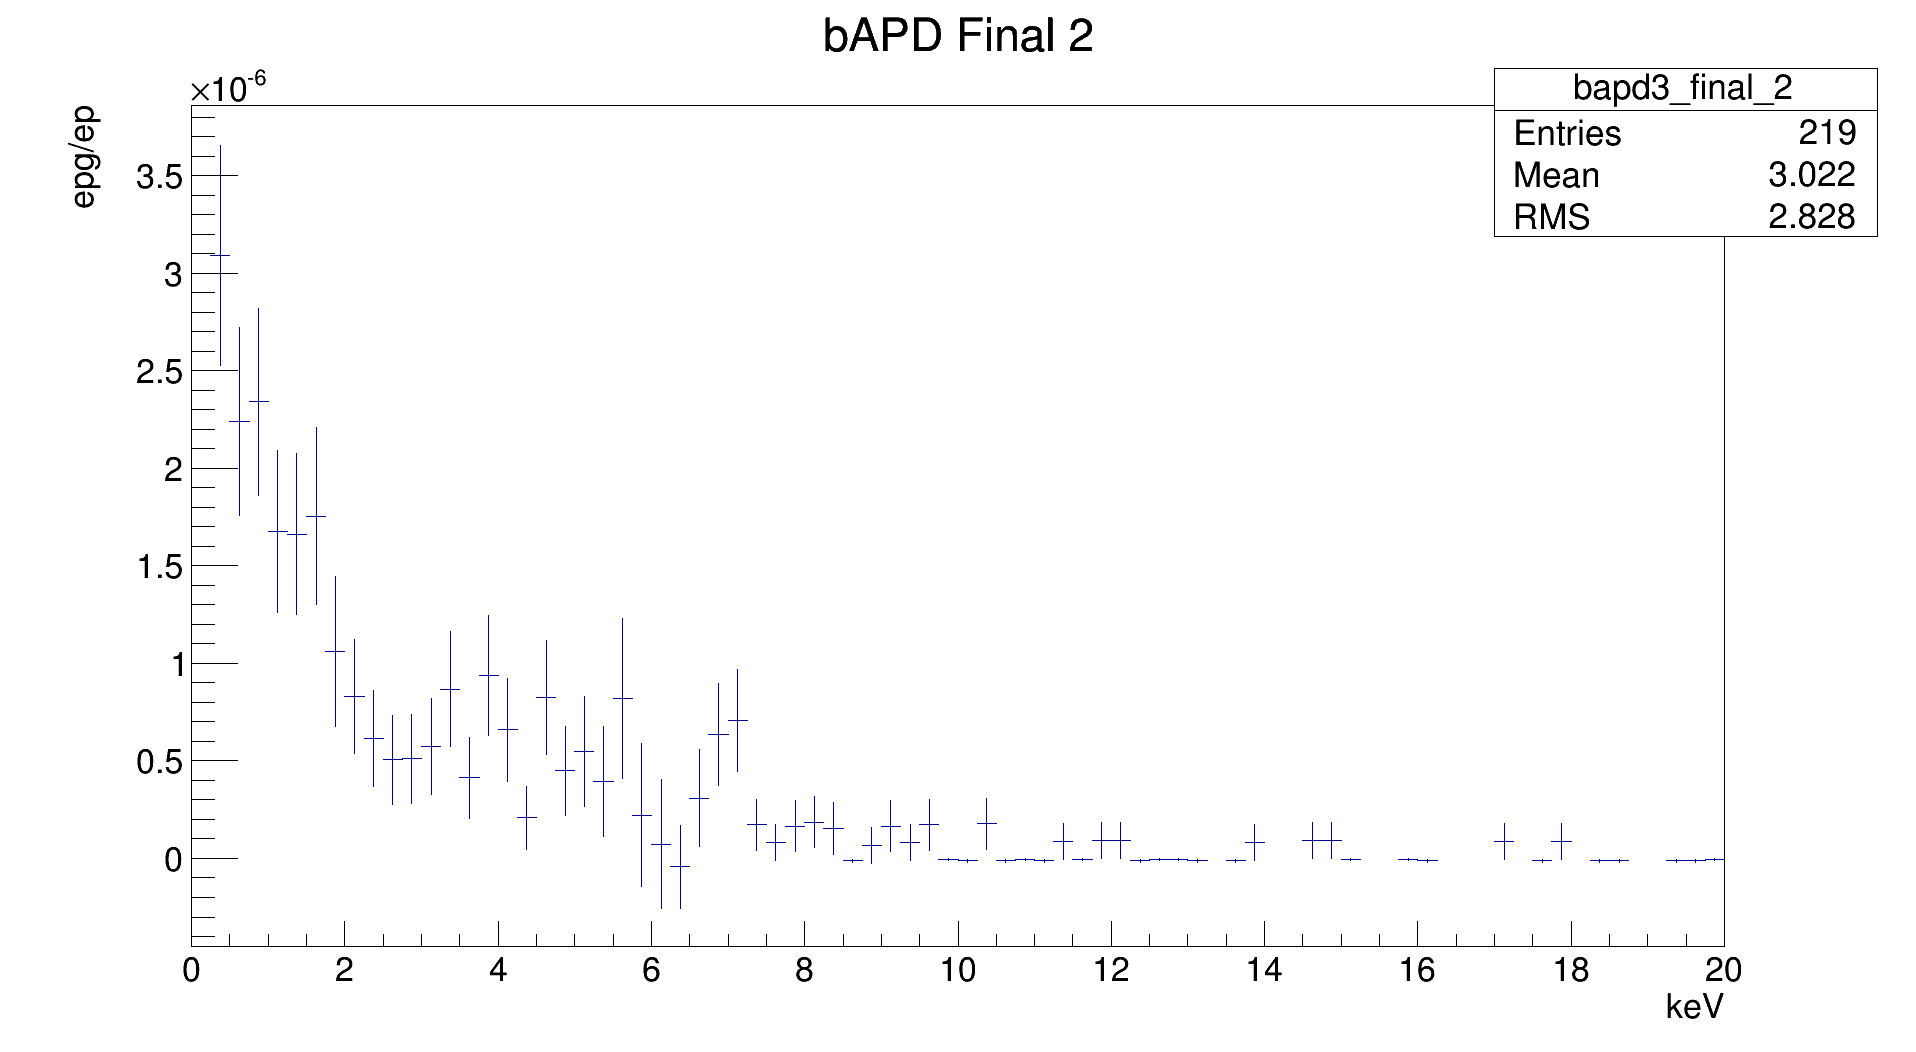 bAPD Final 2
×10-6
epg/ep
bapd3_final_2
Entries 219
Mean 3.022
RMS 2.828
3.5
3
2.5
2
1.5
1
0.5
0
0 2 4 6 8 10 12 14 16 18 20
keV